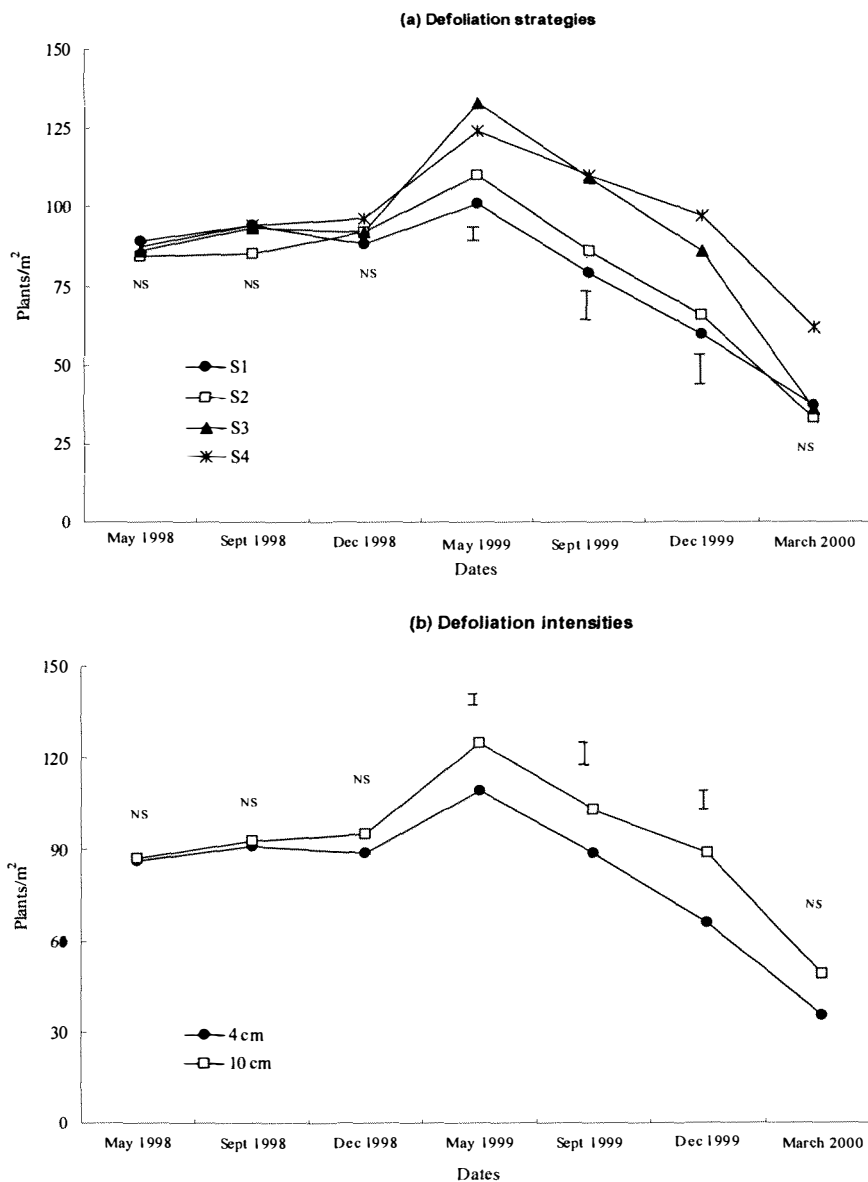 (a) Defoliation strategies
150
125
100
75
50
25
0
Plants/m²
NS
NS
NS
NS
S1
S2
S3
S4
May 1998
Sept 1998
Dec 1998
May 1999
Sept 1999
Dec 1999
March 2000
Dates
(b) Defoliation intensities
150
120
90
60
30
0
Plants/m²
NS
NS
NS
NS
4 cm
10 cm
May 1998
Sept 1998
Dec 1998
May 1999
Sept 1999
Dec 1999
March 2000
Dates